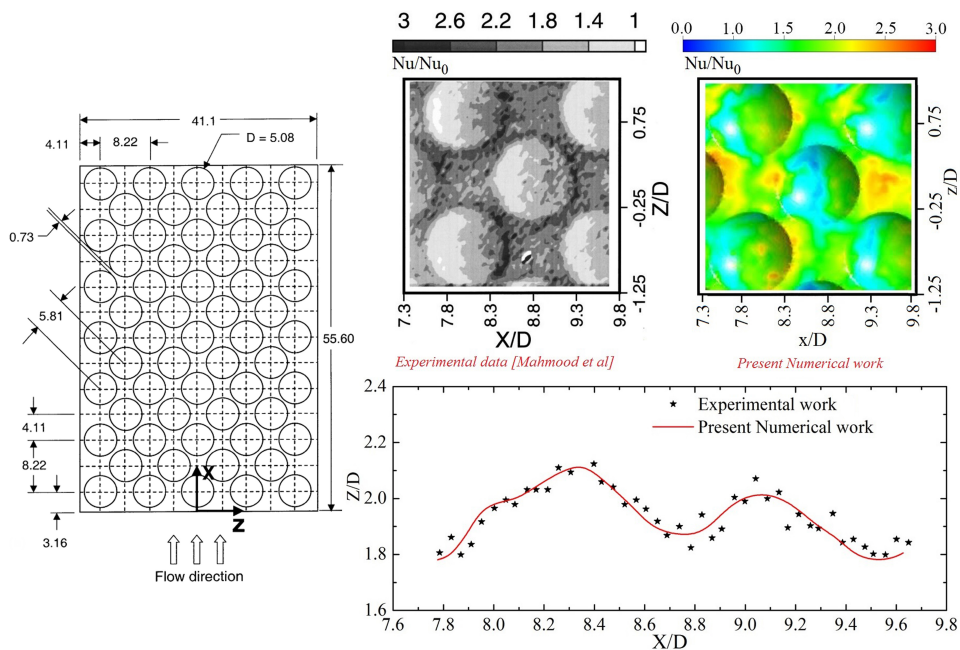 41.1
4.11
8.22
D = 5.08
0.73
5.81
55.60
4.11
8.22
3.16
X
Z
Flow direction
3 2.6 2.2 1.8 1.4 1
Nu/Nu0
0.75
-0.25
-1.25
Z/D
7.3 7.8 8.3 8.8 9.3 9.8
X/D
Experimental data [Mahmood et al]
0.0 0.5 1.0 1.5 2.0 2.5 3.0
Nu/Nu0
0.75
-0.25
-1.25
z/D
7.3 7.8 8.3 8.8 9.3 9.8
x/D
Present Numerical work
2.4
2.2
2.0
1.8
1.6
Z/D
Experimental work
Present Numerical work
7.6 7.8 8.0 8.2 8.4 8.6 8.8 9.0 9.2 9.4 9.6 9.8
X/D